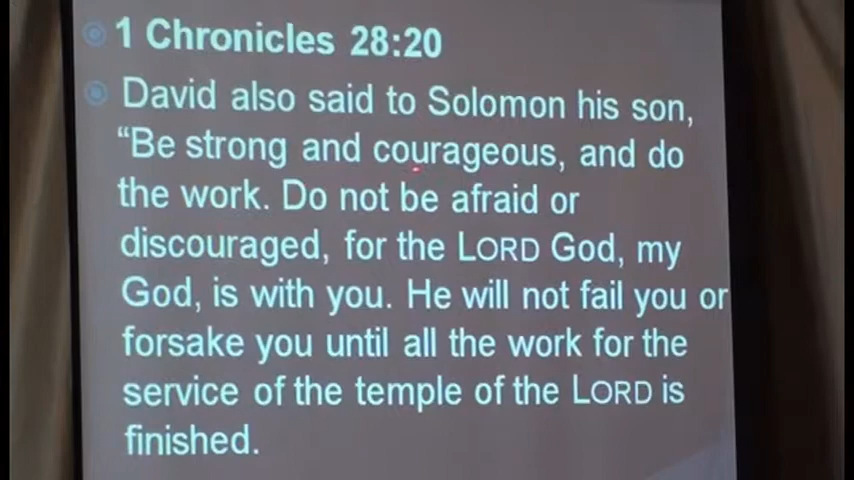 1 Chronicles 28:20
David also said to Solomon his son,
“Be strong and courageous, and do
the work. Do not be afraid or
discouraged, for the LORD God, my
God, is with you. He will not fail you or
forsake you until all the work for the
service of the temple of the LORD is
finished.